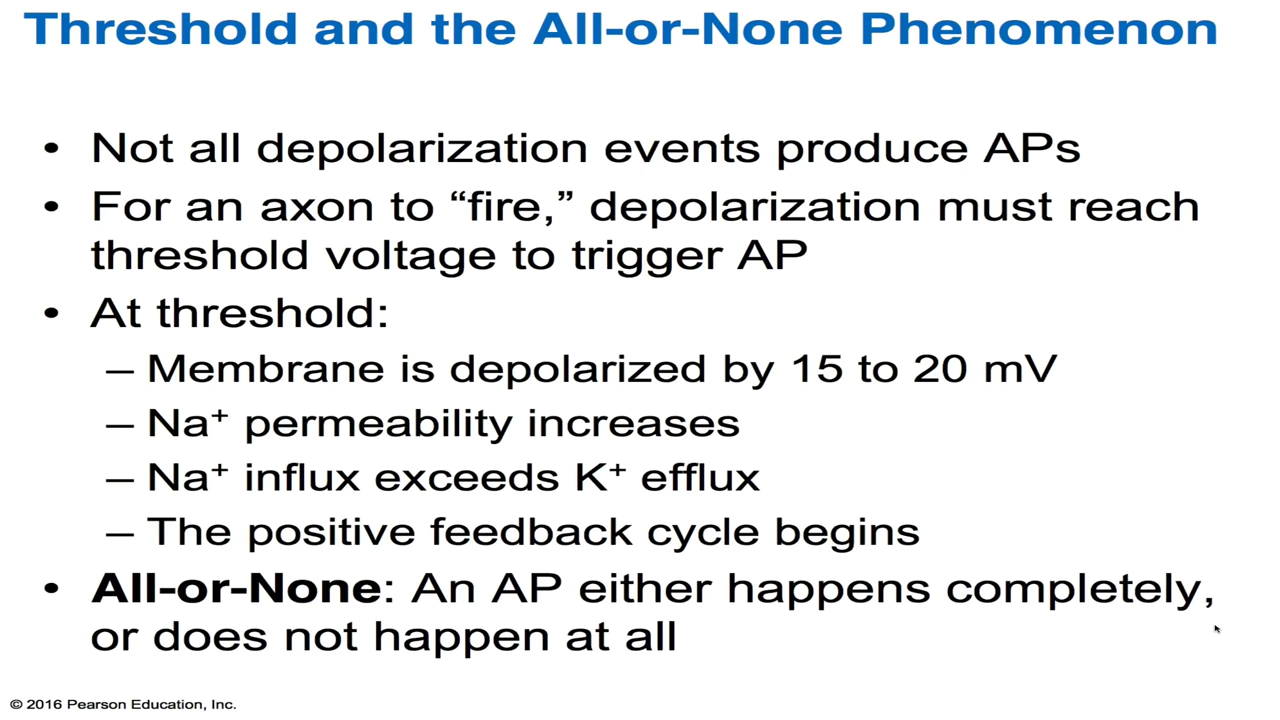 Threshold and the All-or-None Phenomenon
• Not all depolarization events produce APs
• For an axon to “fire,” depolarization must reach
threshold voltage to trigger AP
• At threshold:
– Membrane is depolarized by 15 to 20 mV
– Na⁺ permeability increases
– Na⁺ influx exceeds K⁺ efflux
– The positive feedback cycle begins
• All-or-None: An AP either happens completely,
or does not happen at all
© 2016 Pearson Education, Inc.